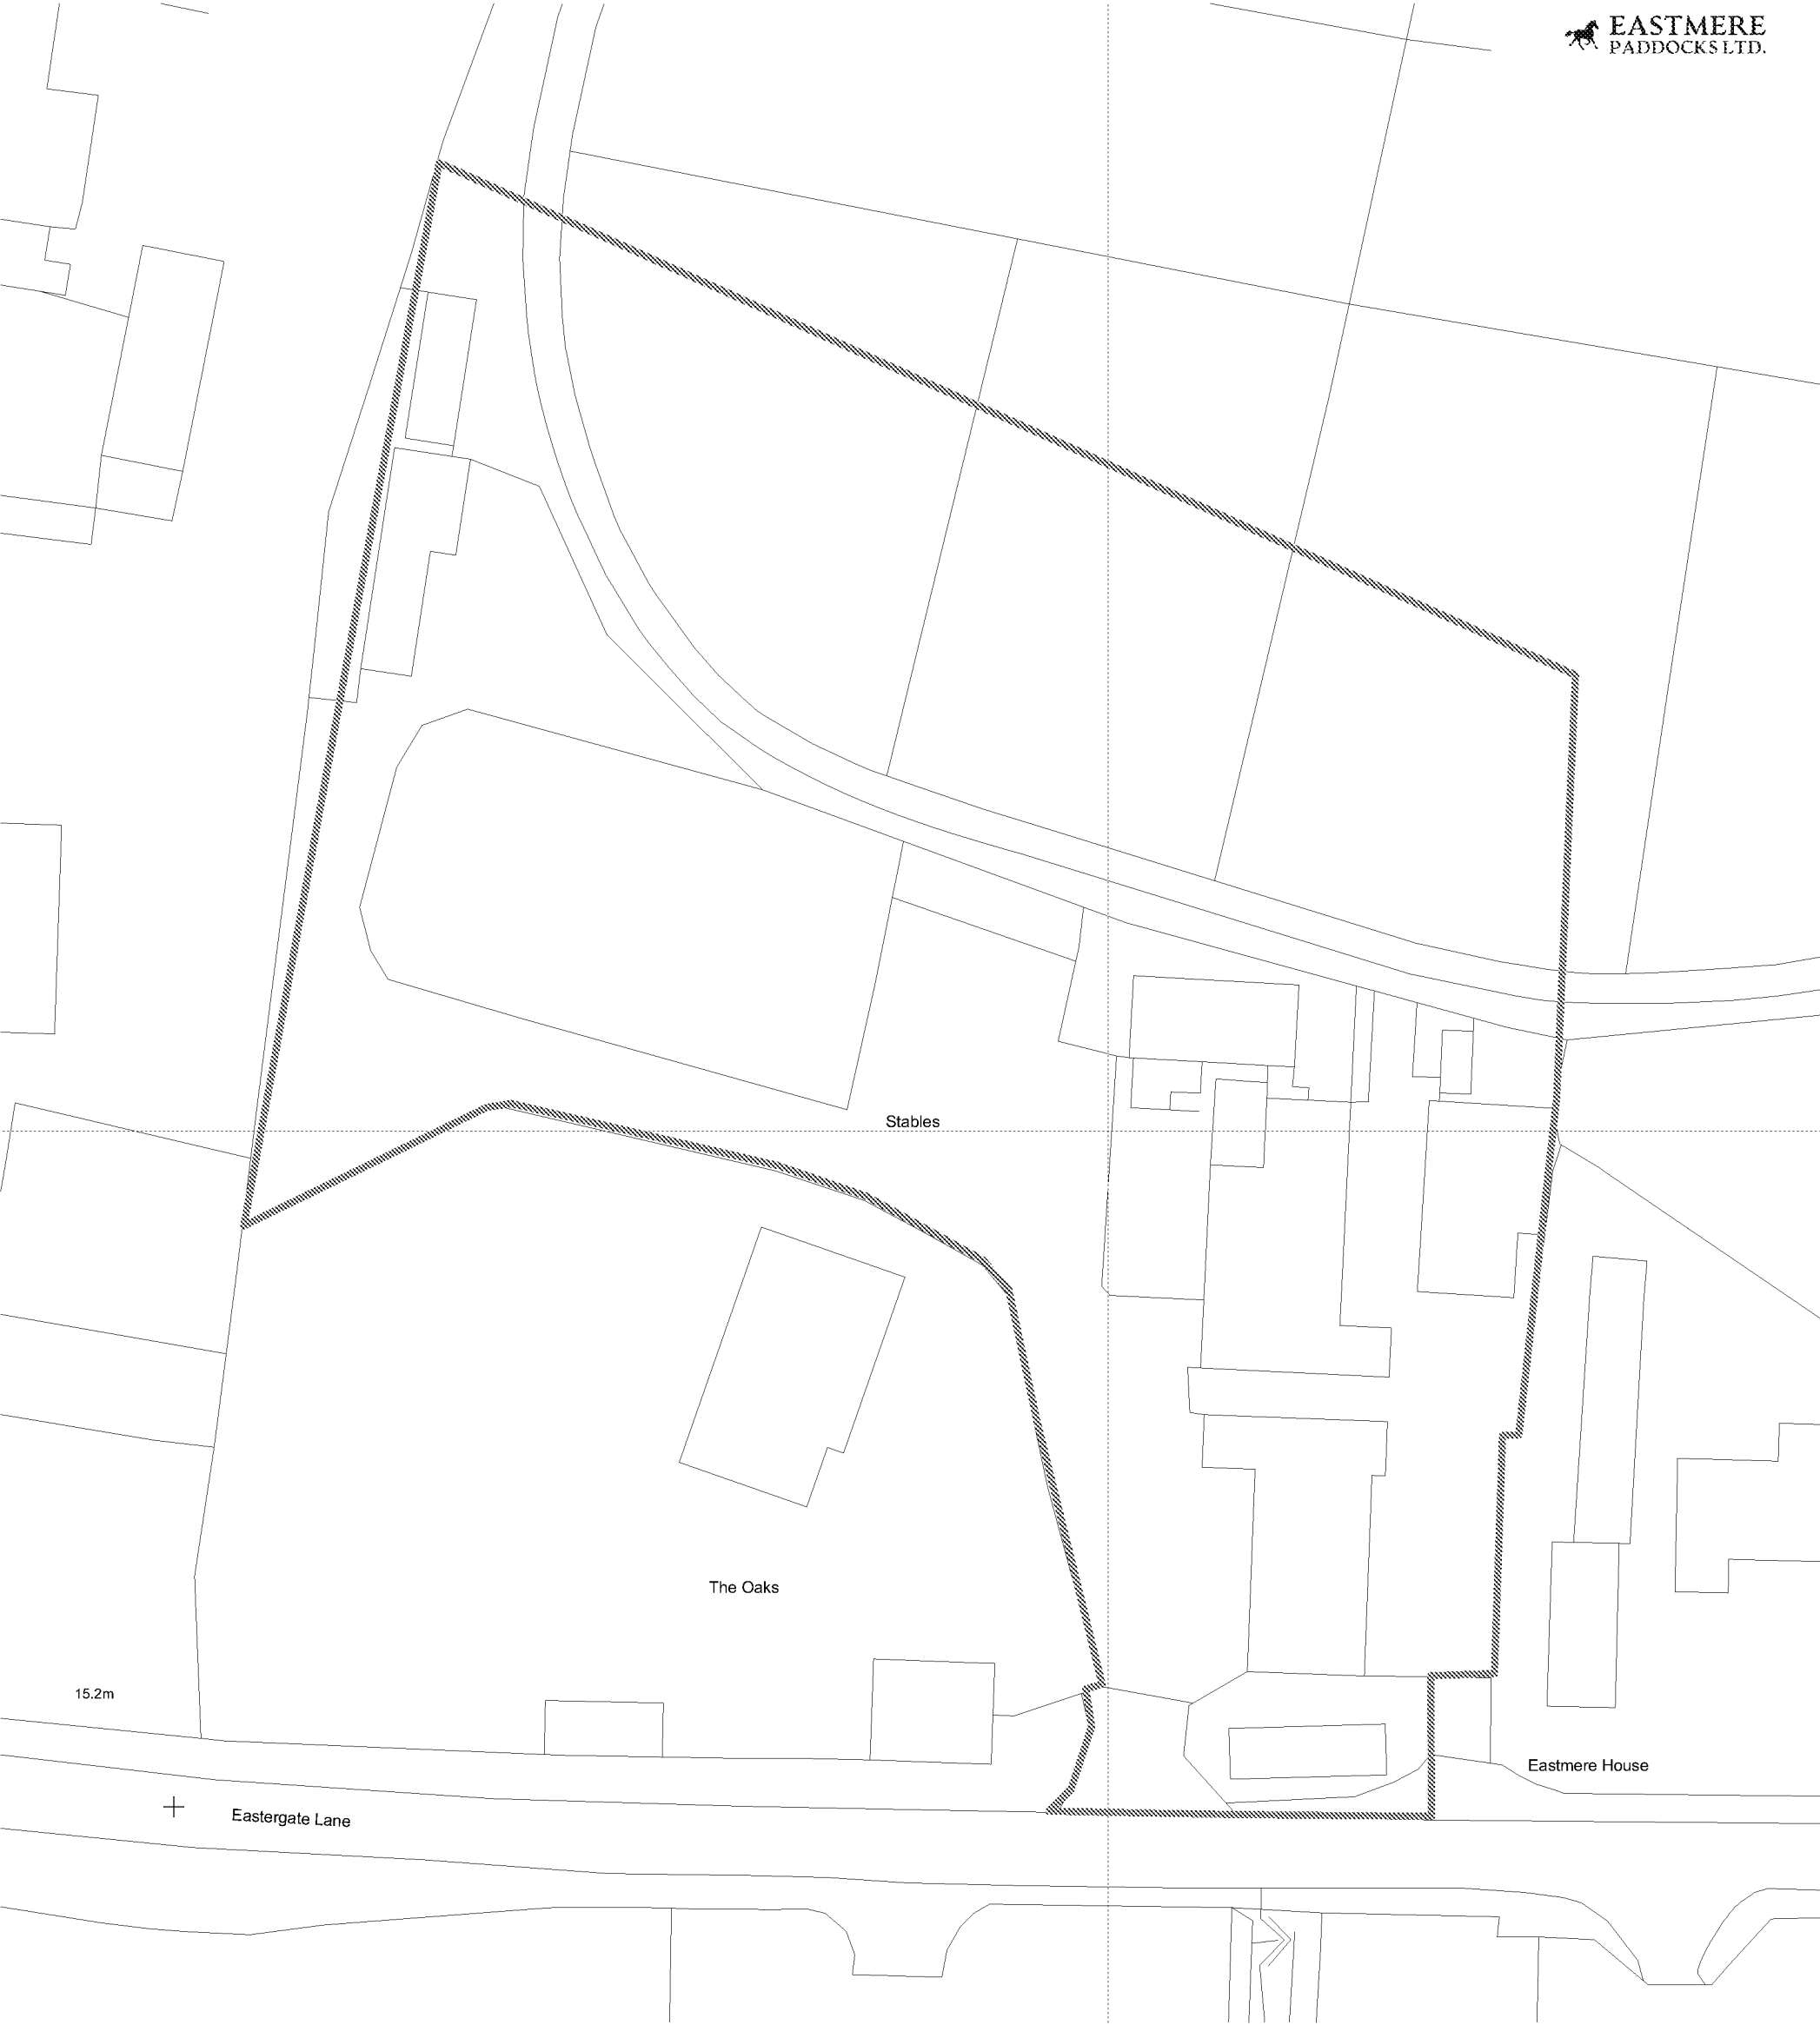 EASTMERE
PADDOCKS LTD.
Stables
The Oaks
15.2m
Eastmere House
Eastergate Lane